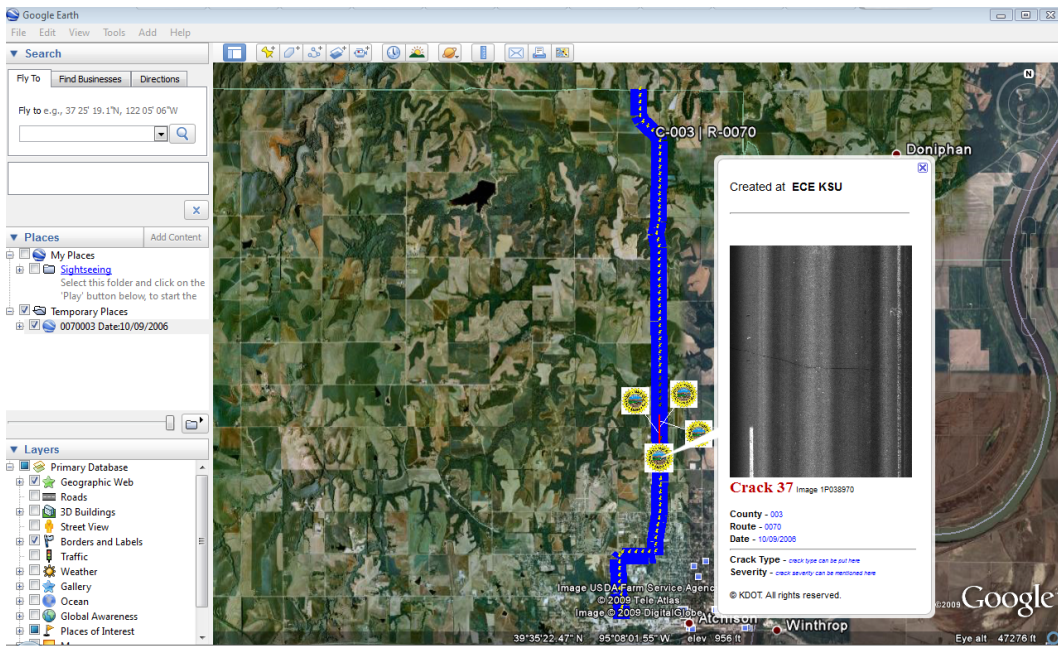 Google Earth
File Edit View Tools Add Help
Search
Fly To Find Businesses Directions
Fly to e.g., 37 25' 19.1"N, 122 05' 06"W
Places Add Content
My Places
Sightseeing
Select this folder and click on the
'Play' button below, to start the
Temporary Places
0070003 Date:10/09/2006
Layers
Primary Database
Geographic Web
Roads
3D Buildings
Street View
Borders and Labels
Traffic
Weather
Gallery
Ocean
Global Awareness
Places of Interest
N
C-003 | R-0070
Doniphan
Created at ECE KSU
Crack 37 Image 1P038970
County - 003
Route - 0070
Date - 10/09/2006
Crack Type - crack type can be put here
Severity - crack severity can be mentioned here
© KDOT. All rights reserved.
Image USDA Farm Service Agenc
© 2009 Tele Atlas
Image © 2009 DigitalGlobe
Atchison
Winthrop
©2009 Google
39°35'22.47" N 95°08'01.55" W elev 956 ft
Eye alt 47276 ft